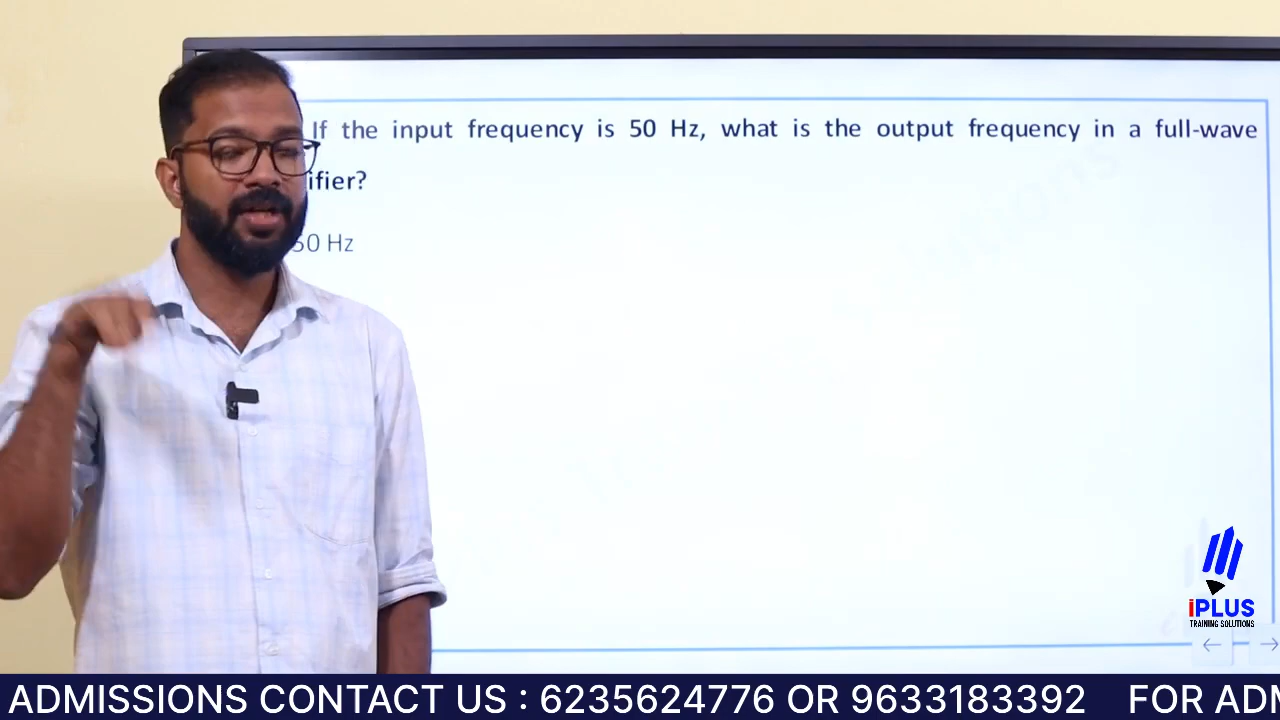 If the input frequency is 50 Hz, what is the output frequency in a full-wave
ifier?
50 Hz
iPLUS
TRAINING SOLUTIONS
ADMISSIONS CONTACT US : 6235624776 OR 9633183392 FOR ADM